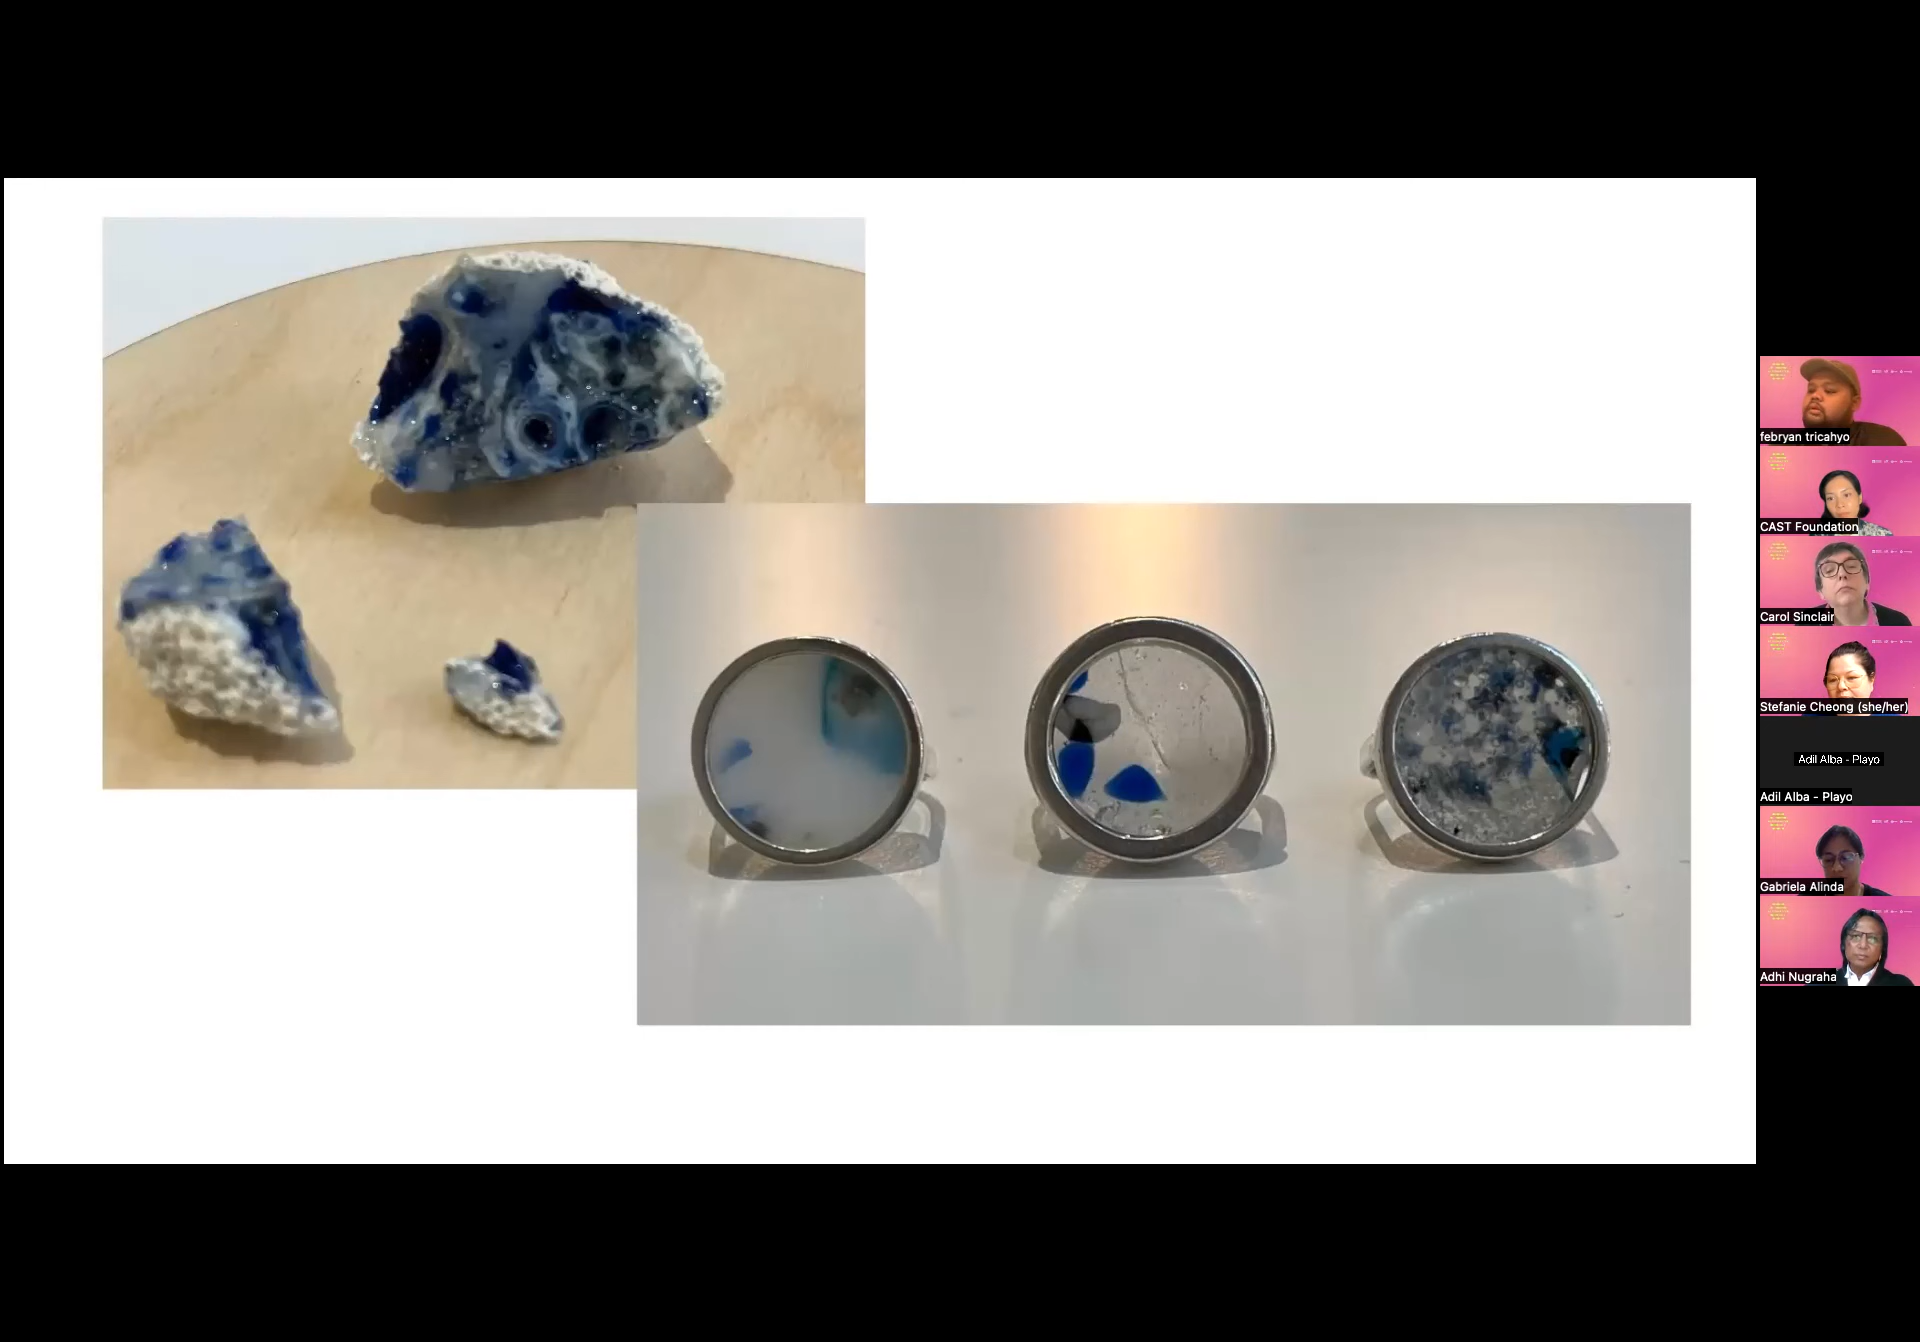 febryan tricahyo
CAST Foundation
Carol Sinclair
Stefanie Cheong (she/her)
Adil Alba - Playo
Adil Alba - Playo
Gabriela Alinda
Adhi Nugraha